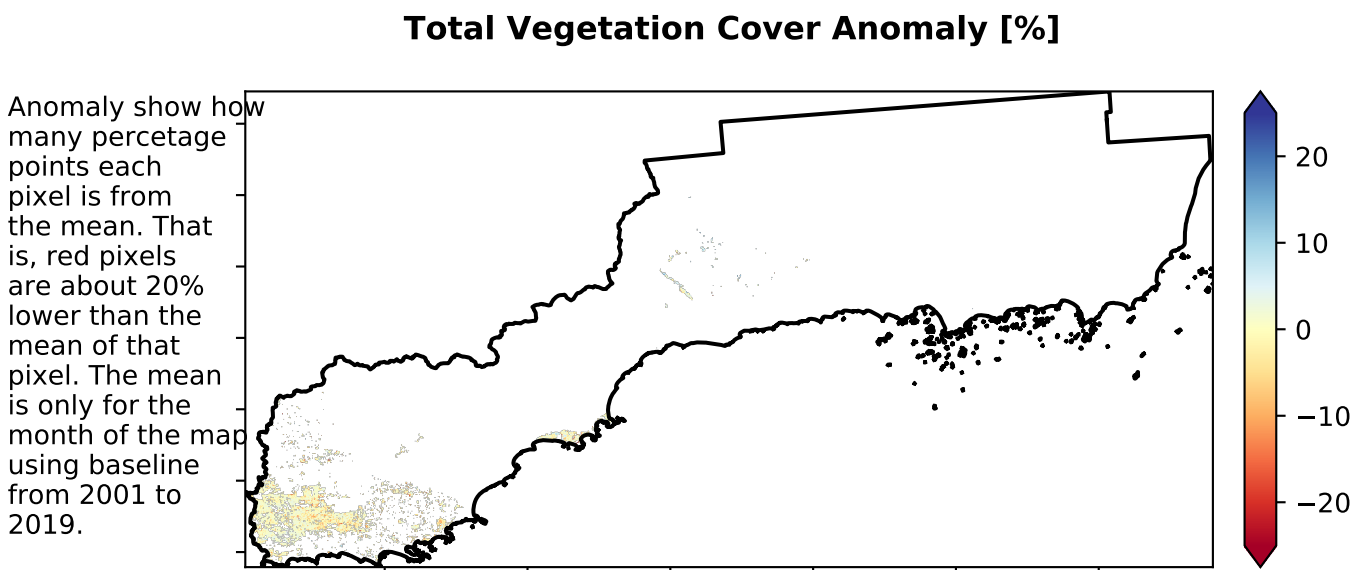 Total Vegetation Cover Anomaly [%]
Anomaly show how
many percetage
points each
pixel is from
the mean. That
is, red pixels
are about 20%
lower than the
mean of that
pixel. The mean
is only for the
month of the map
using baseline
from 2001 to
2019.
20
10
0
−10
−20